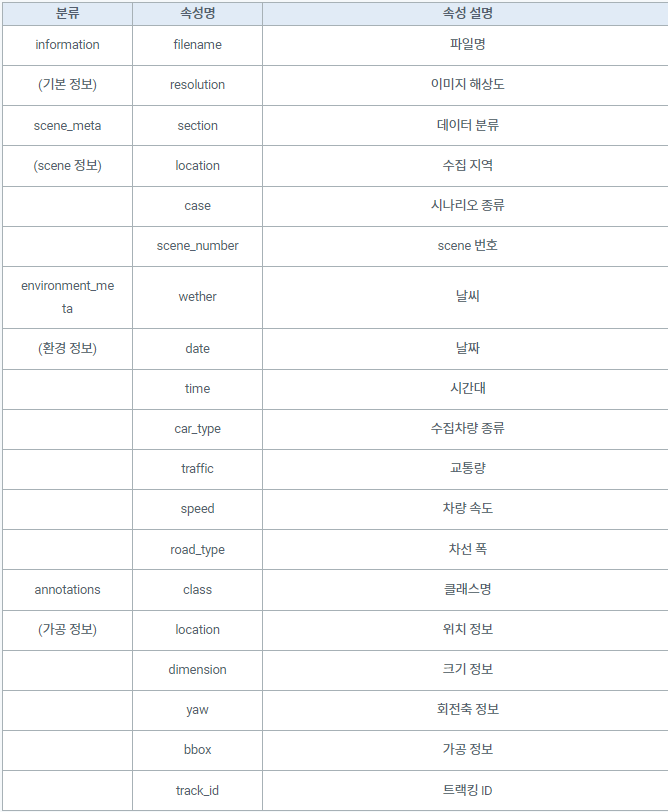 분류 속성명 속성 설명
information filename 파일명
(기본 정보) resolution 이미지 해상도
scene_meta section 데이터 분류
(scene 정보) location 수집 지역
case 시나리오 종류
scene_number scene 번호
environment_me
ta wether 날씨
(환경 정보) date 날짜
time 시간대
car_type 수집차량 종류
traffic 교통량
speed 차량 속도
road_type 차선 폭
annotations class 클래스명
(가공 정보) location 위치 정보
dimension 크기 정보
yaw 회전축 정보
bbox 가공 정보
track_id 트랙킹 ID